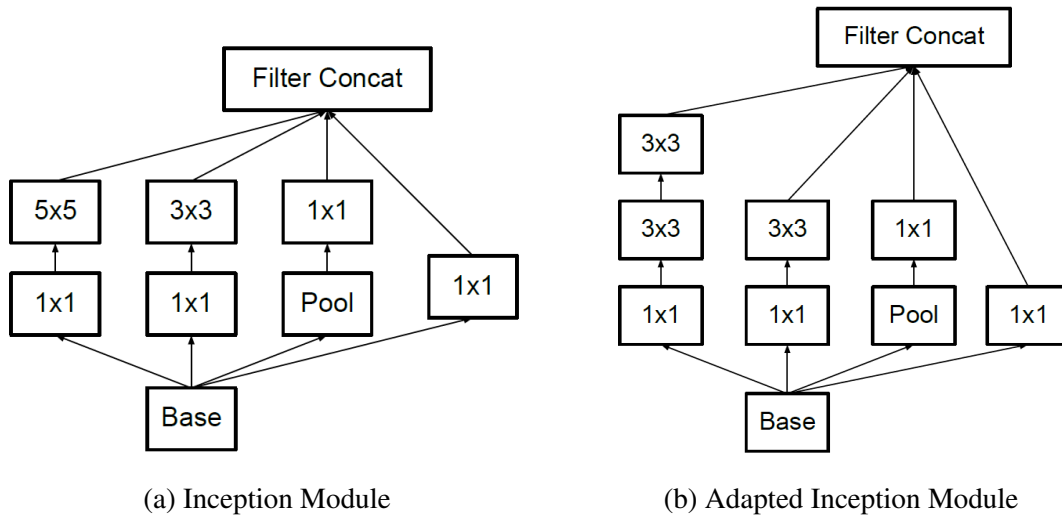 Filter Concat
5x5
3x3
1x1
1x1
1x1
Pool
1x1
Base
(a) Inception Module
Filter Concat
3x3
3x3
3x3
1x1
1x1
1x1
Pool
1x1
Base
(b) Adapted Inception Module